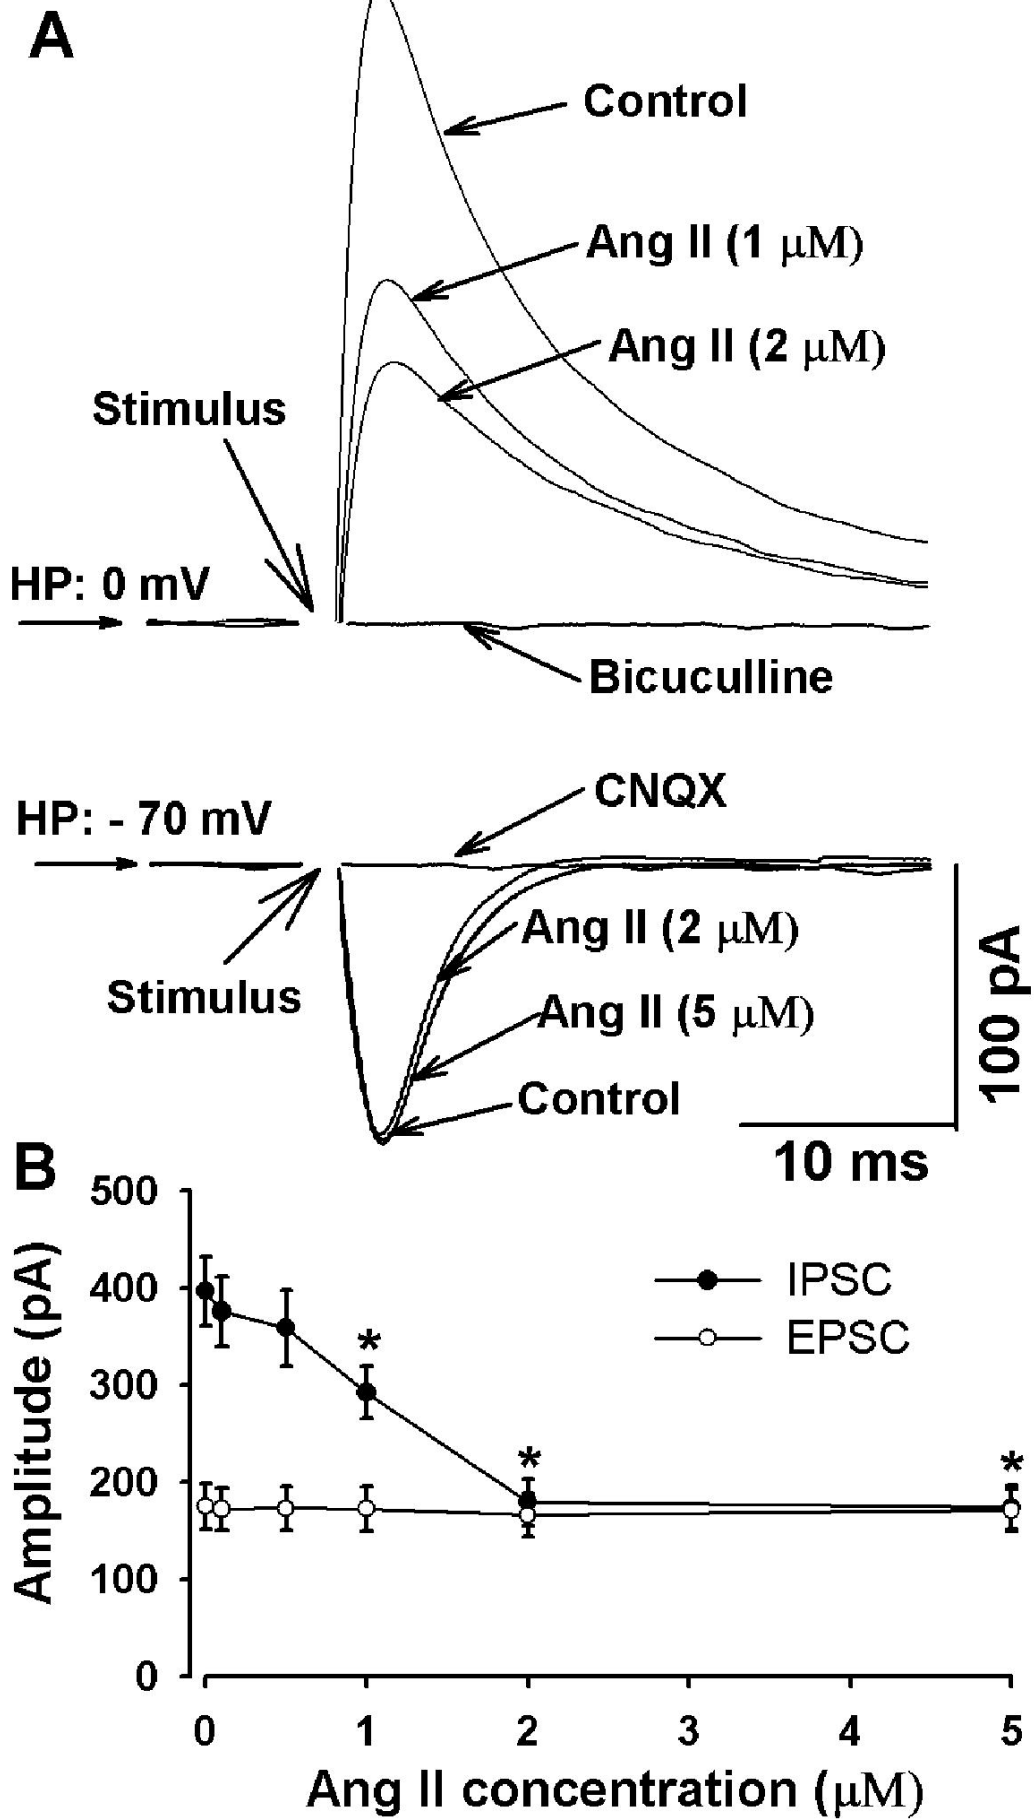 A
Control
Ang II (1 μM)
Ang II (2 μM)
Stimulus
HP: 0 mV
Bicuculline
CNQX
HP: - 70 mV
Ang II (2 μM)
Stimulus
Ang II (5 μM)
Control
100 pA
10 ms
B
500
400
300
200
100
0
Amplitude (pA)
IPSC
EPSC
*
*
*
0 1 2 3 4 5
Ang II concentration (μM)